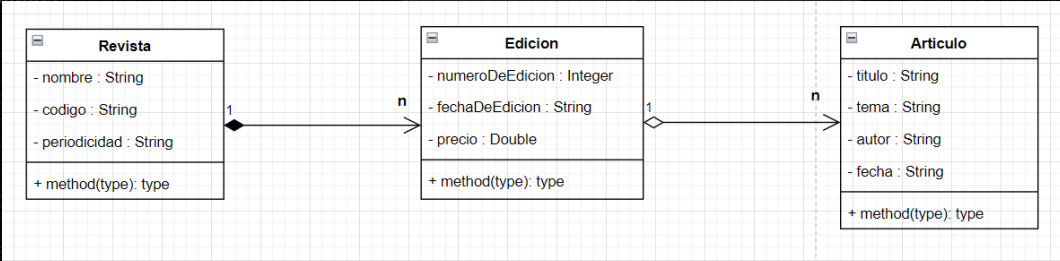 Revista
- nombre : String
- codigo : String
- periodicidad : String
+ method(type): type
1
n
Edicion
- numeroDeEdicion : Integer
- fechaDeEdicion : String
- precio : Double
+ method(type): type
1
n
Articulo
- titulo : String
- tema : String
- autor : String
- fecha : String
+ method(type): type